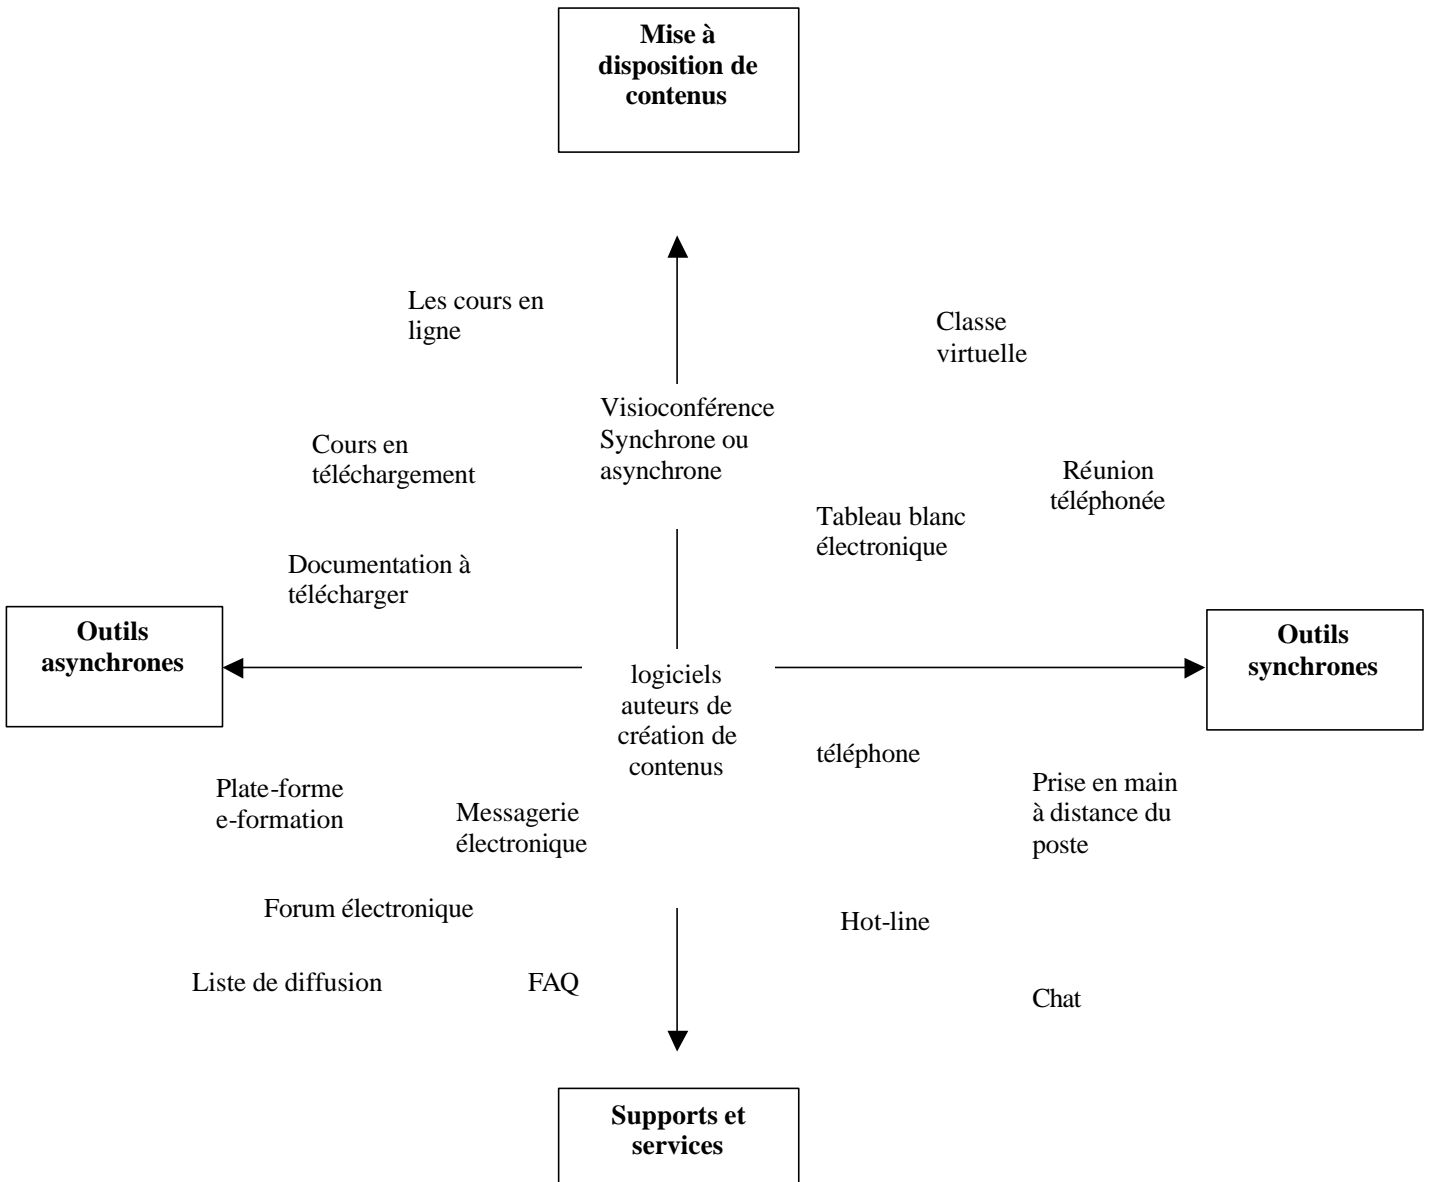 Mise à
disposition de
contenus
Les cours en
ligne
Classe
virtuelle
Visioconférence
Synchrone ou
asynchrone
Cours en
téléchargement
Réunion
téléphonée
Tableau blanc
électronique
Documentation à
télécharger
Outils
asynchrones
Outils
synchrones
logiciels
auteurs de
création de
contenus
téléphone
Plate-forme
e-formation
Messagerie
électronique
Prise en main
à distance du
poste
Forum électronique
Hot-line
Liste de diffusion
FAQ
Chat
Supports et
services